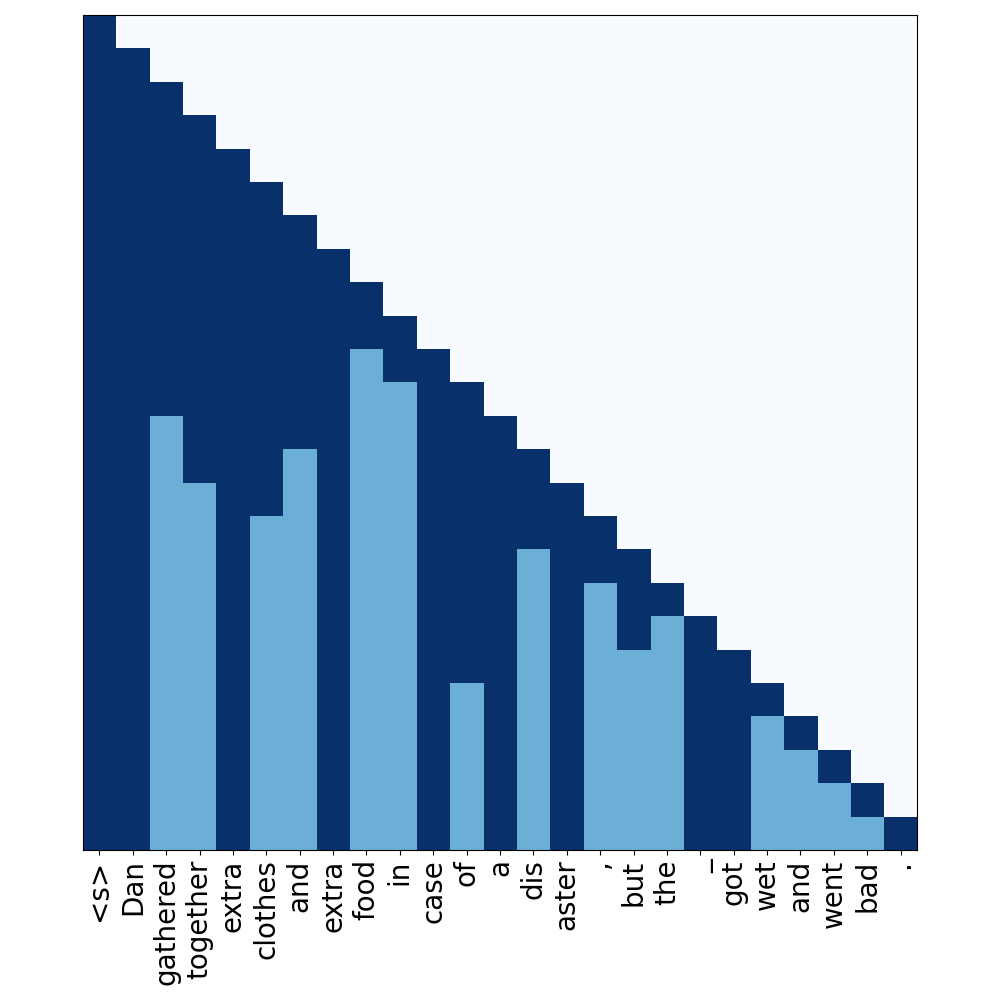 <s>
Dan
gathered
together
extra
clothes
and
extra
food
in
case
of
a
dis
aster
,
but
the
_
got
wet
and
went
bad
.